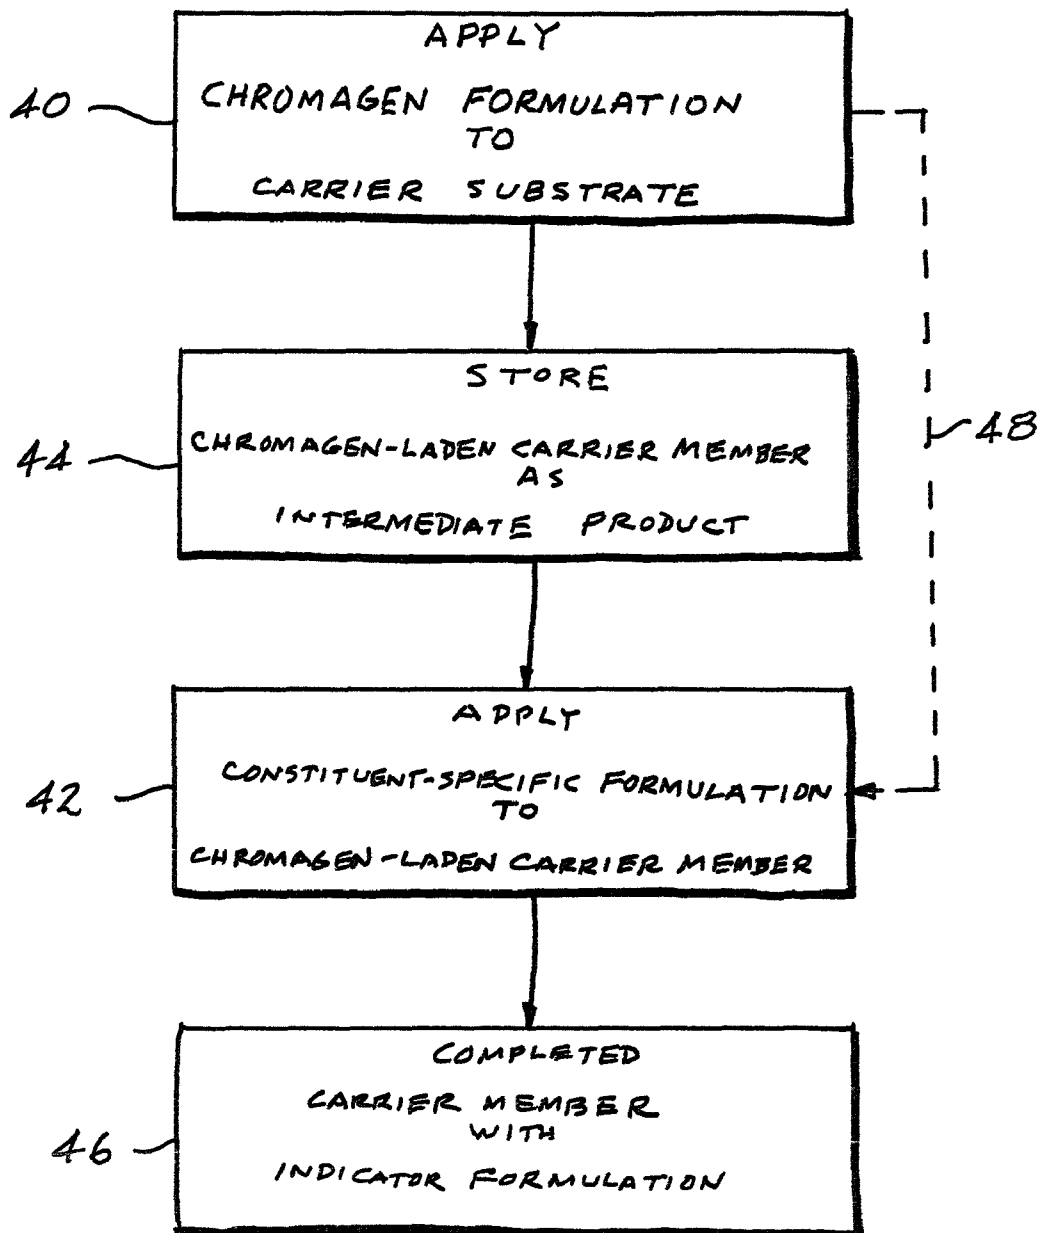 APPLY
40
CHROMAGEN FORMULATION
TO
CARRIER SUBSTRATE
STORE
48
44
CHROMAGEN-LADEN CARRIER MEMBER
AS
INTERMEDIATE PRODUCT
APPLY
42
CONSTITUENT-SPECIFIC FORMULATION
TO
CHROMAGEN-LADEN CARRIER MEMBER
COMPLETED
CARRIER MEMBER
WITH
46
INDICATOR FORMULATION